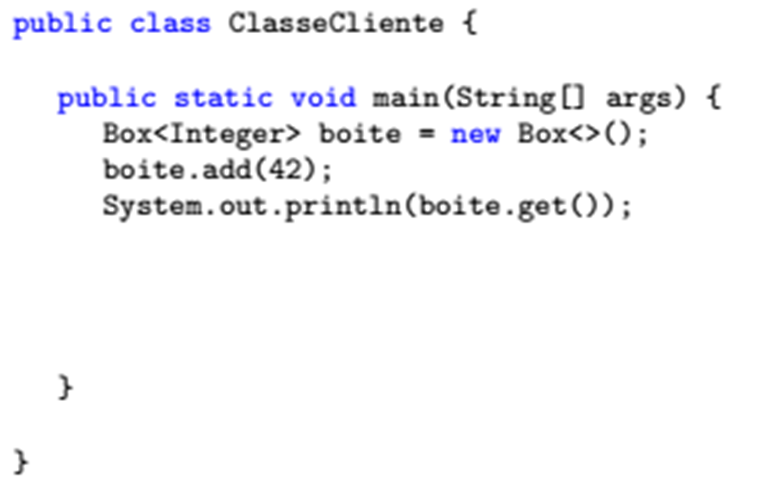 public class ClasseCliente {
public static void main(String[] args) {
Box<Integer> boite = new Box<>();
boite.add(42);
System.out.println(boite.get());
}
}